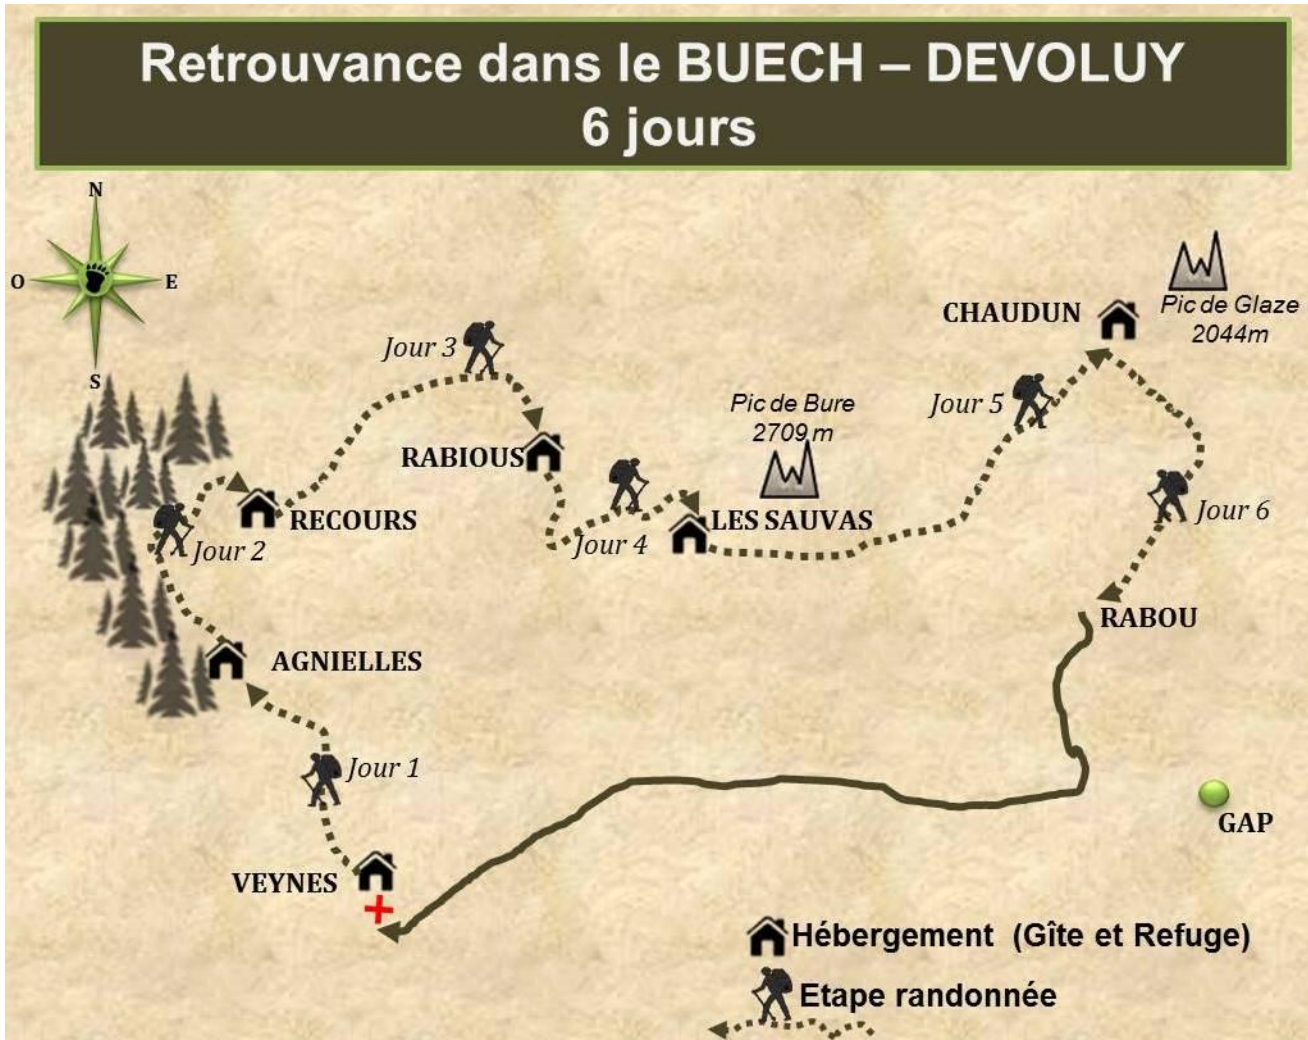 Retrouvance dans le BUECH – DEVOLUY
6 jours
N
O
E
S
Pic de Glaze
2044m
CHAUDUN
Jour 3
Pic de Bure
2709 m
Jour 5
RABIOUS
RECOURS
LES SAUVAS
Jour 6
Jour 2
Jour 4
RABOU
AGNIELLES
Jour 1
GAP
VEYNES
Hébergement (Gîte et Refuge)
Etape randonnée